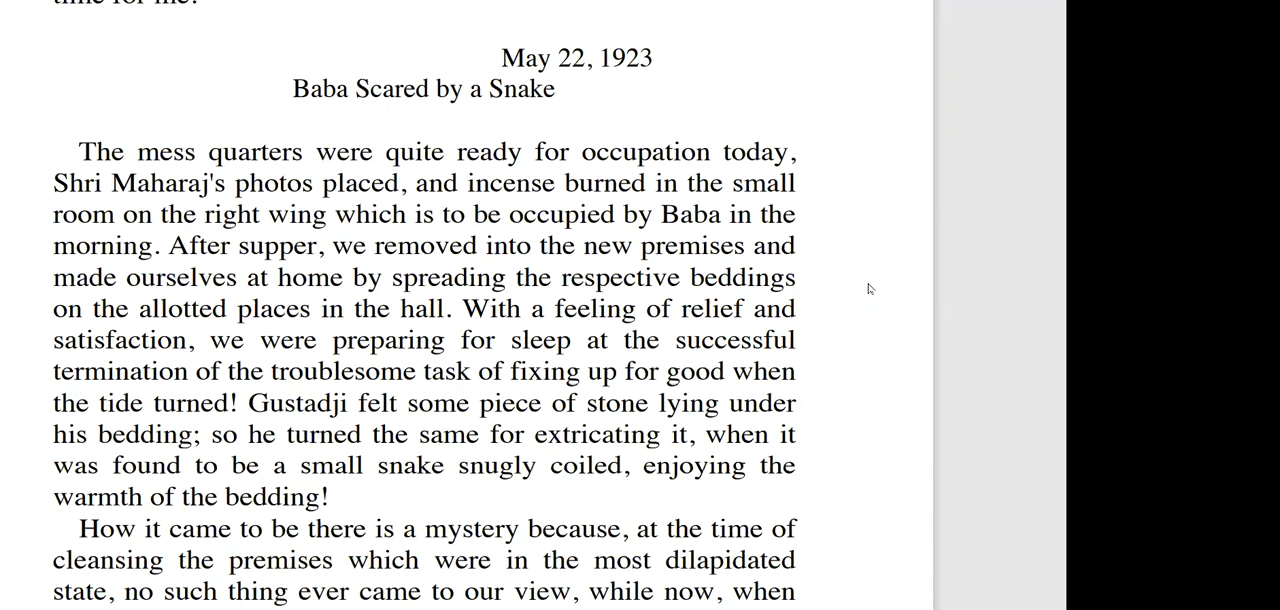 time for me!
May 22, 1923
Baba Scared by a Snake
The mess quarters were quite ready for occupation today,
Shri Maharaj's photos placed, and incense burned in the small
room on the right wing which is to be occupied by Baba in the
morning. After supper, we removed into the new premises and
made ourselves at home by spreading the respective beddings
on the allotted places in the hall. With a feeling of relief and
satisfaction, we were preparing for sleep at the successful
termination of the troublesome task of fixing up for good when
the tide turned! Gustadji felt some piece of stone lying under
his bedding; so he turned the same for extricating it, when it
was found to be a small snake snugly coiled, enjoying the
warmth of the bedding!
How it came to be there is a mystery because, at the time of
cleansing the premises which were in the most dilapidated
state, no such thing ever came to our view, while now, when